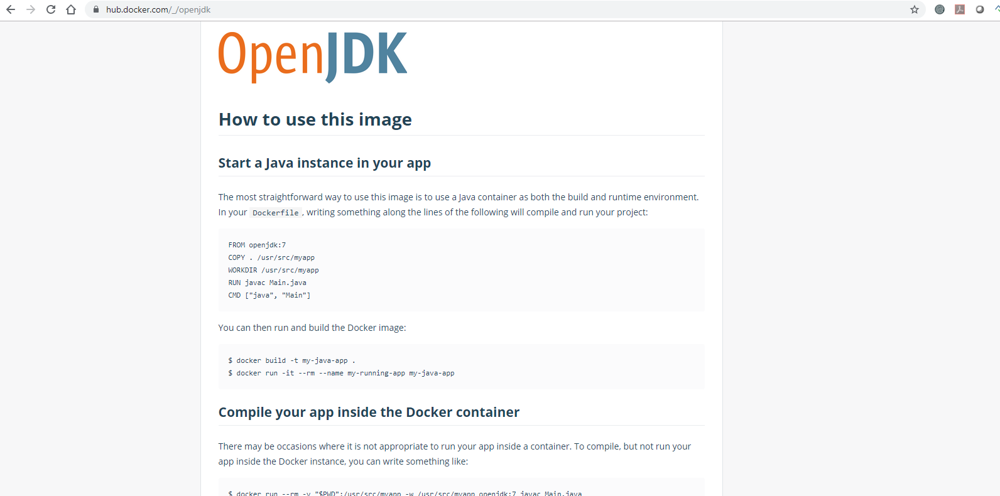 hub.docker.com/_/openjdk
OpenJDK
How to use this image
Start a Java instance in your app
The most straightforward way to use this image is to use a Java container as both the build and runtime environment.
In your Dockerfile, writing something along the lines of the following will compile and run your project:
FROM openjdk:7
COPY . /usr/src/myapp
WORKDIR /usr/src/myapp
RUN javac Main.java
CMD ["java", "Main"]
You can then run and build the Docker image:
$ docker build -t my-java-app .
$ docker run -it --rm --name my-running-app my-java-app
Compile your app inside the Docker container
There may be occasions where it is not appropriate to run your app inside a container. To compile, but not run your
app inside the Docker instance, you can write something like:
$ docker run --rm -v "$PWD":/usr/src/myapp -w /usr/src/myapp openjdk:7 javac Main.java